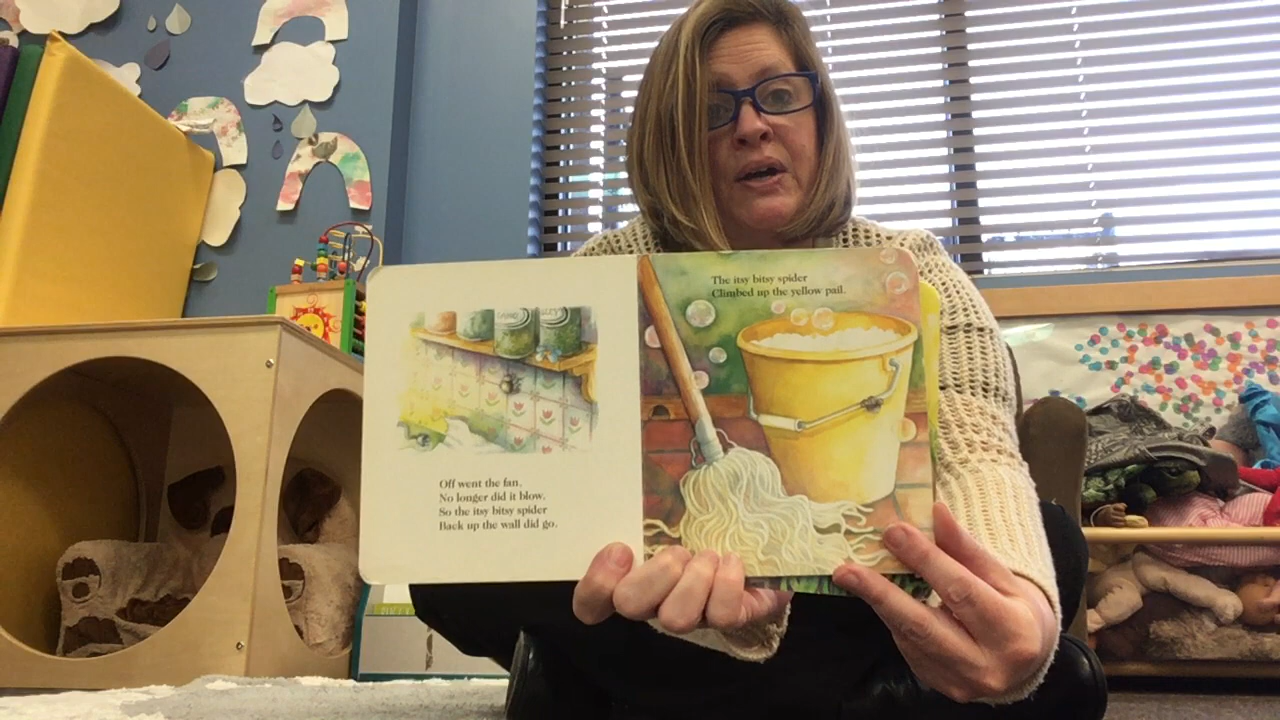 Off went the fan,
No longer did it blow.
So the itsy bitsy spider
Back up the wall did go.
The itsy bitsy spider
Climbed up the yellow pail.